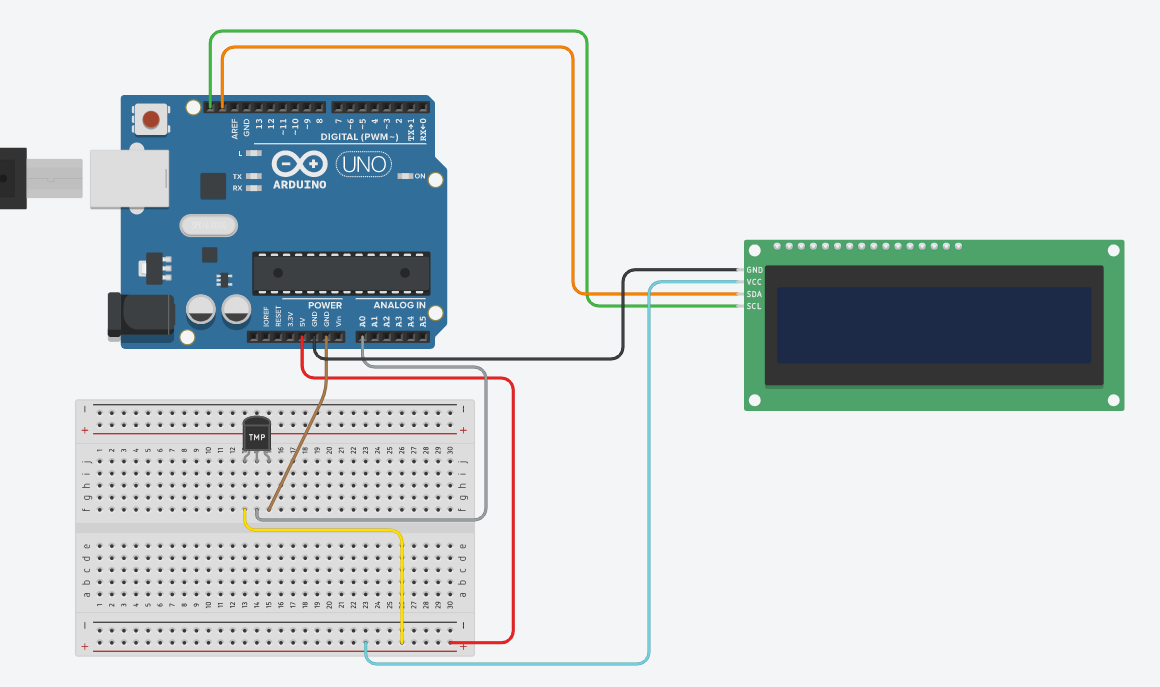 AREF
GND
13
12
~11
~10
~9
8
7
~6
~5
4
~3
2
TX→1
RX←0
DIGITAL (PWM~)
L
TX
RX
ARDUINO
UNO
ON
POWER
ANALOG IN
IOREF
RESET
3.3V
5V
GND
GND
Vin
A0
A1
A2
A3
A4
A5
GND
VCC
SDA
SCL
TMP
− −
+ +
1 2 3 4 5 6 7 8 9 10 11 12 13 14 15 16 17 18 19 20 21 22 23 24 25 26 27 28 29 30
j j
i i
h h
g g
f f
e e
d d
c c
b b
a a
1 2 3 4 5 6 7 8 9 10 11 12 13 14 15 16 17 18 19 20 21 22 23 24 25 26 27 28 29 30
− −
+ +